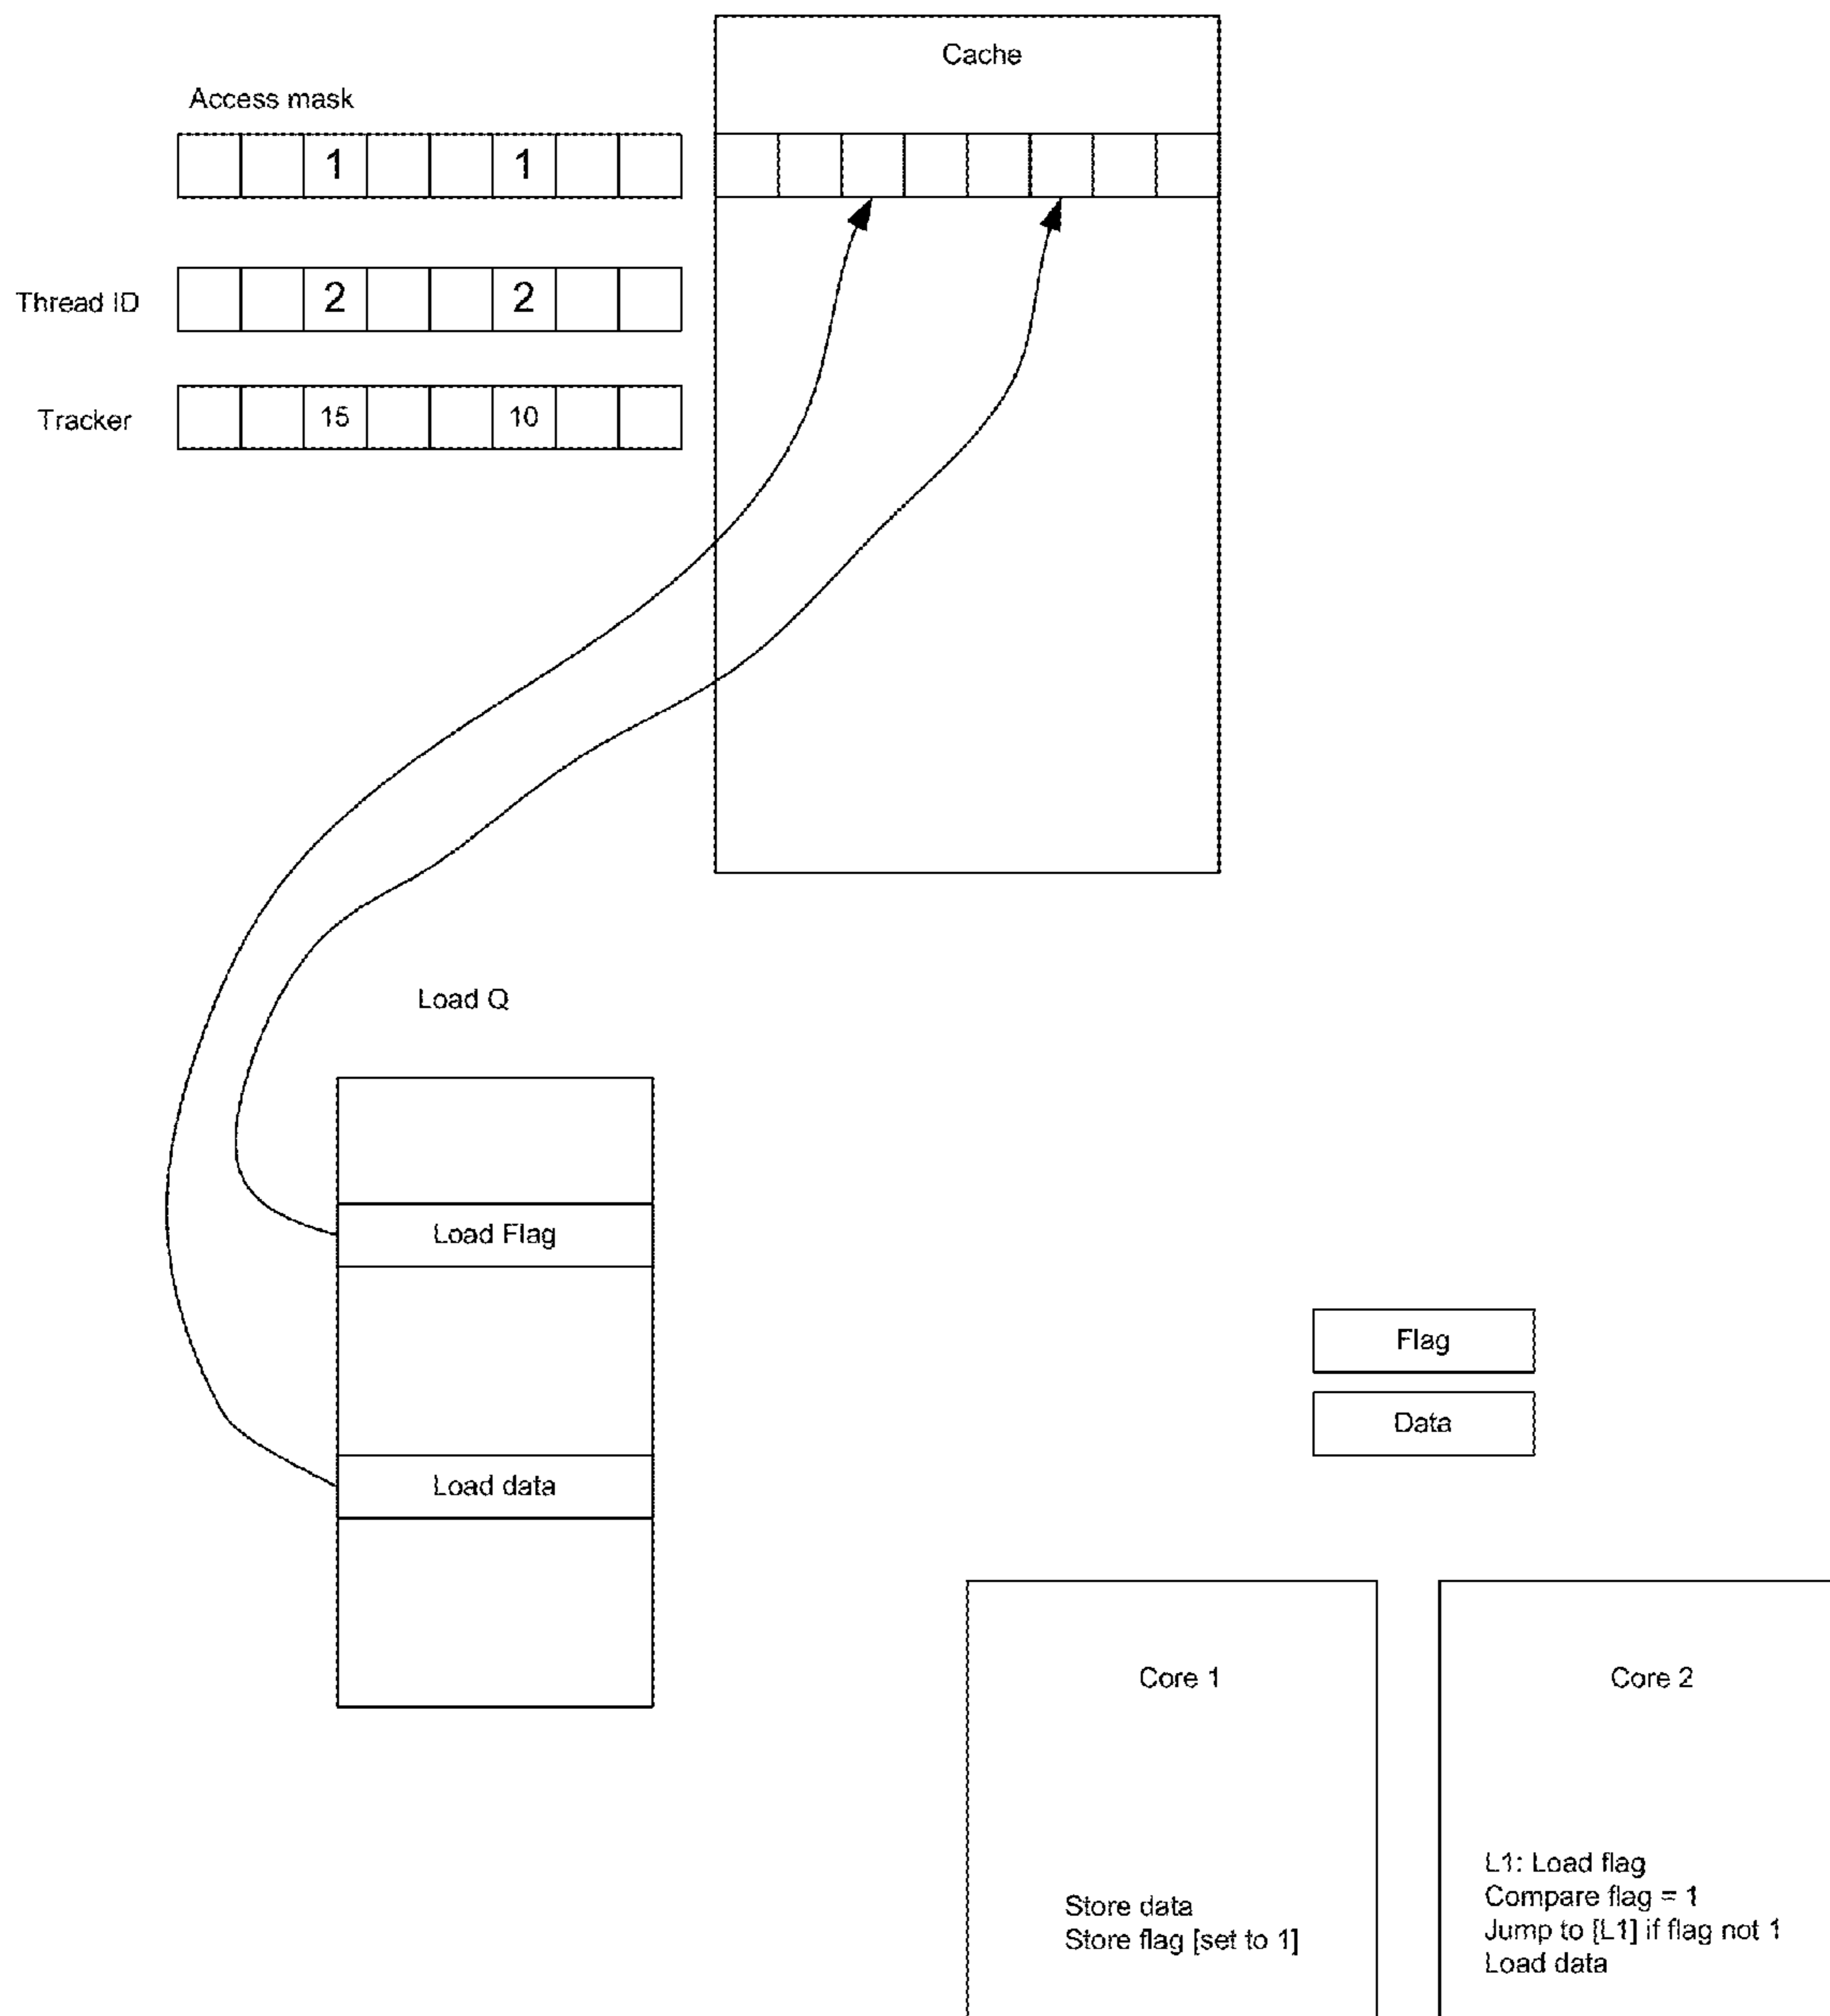 Cache
Access mask
1 1
Thread ID
2 2
Tracker
15 10
Load Q
Load Flag
Load data
Flag
Data
Core 1
Store data
Store flag [set to 1]
Core 2
L1: Load flag
Compare flag = 1
Jump to [L1] if flag not 1
Load data